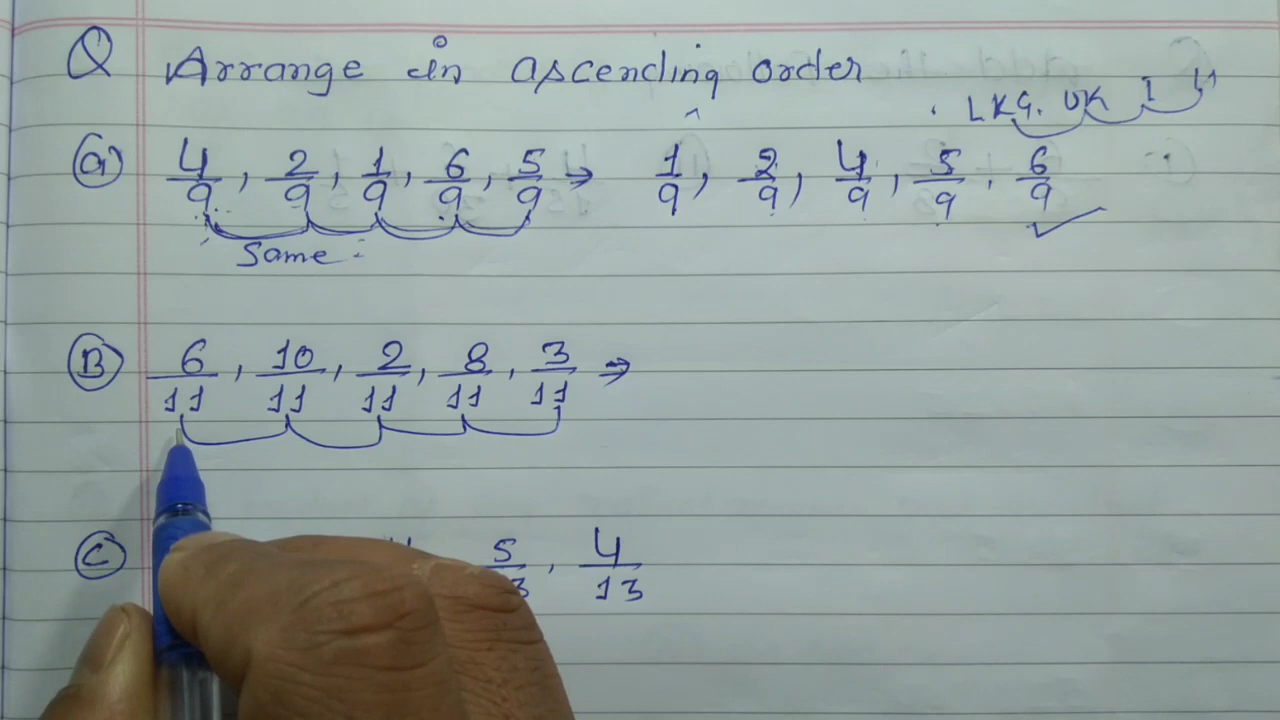 Q Arrange in ascending order
LKG. UK I
(a) 4/9, 2/9, 1/9, 6/9, 5/9 → 1/9, 2/9, 4/9, 5/9, 6/9
Same
(B) 6/11, 10/11, 2/11, 8/11, 3/11 →
(C) 5/13, 4/13